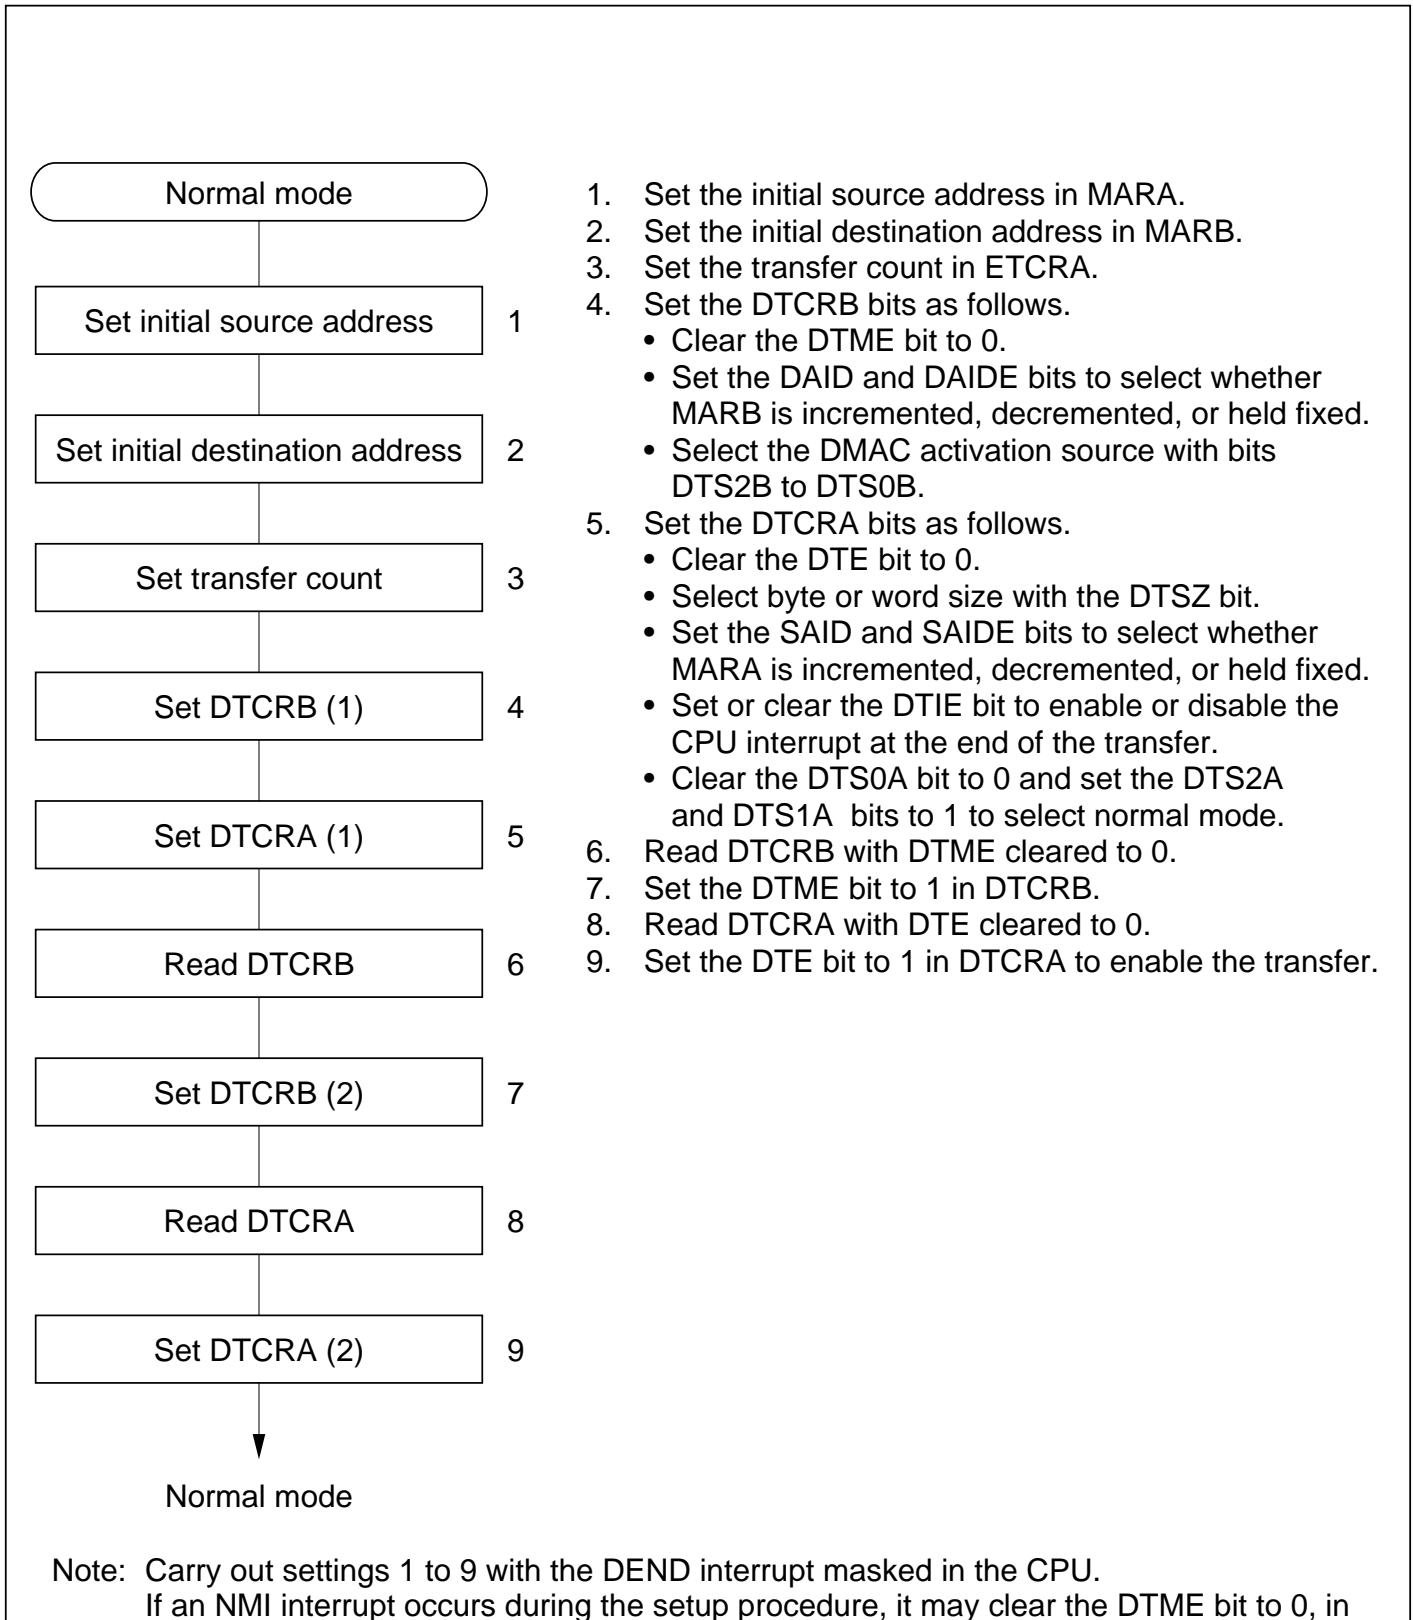 Normal mode
Set initial source address 1
Set initial destination address 2
Set transfer count 3
Set DTCRB (1) 4
Set DTCRA (1) 5
Read DTCRB 6
Set DTCRB (2) 7
Read DTCRA 8
Set DTCRA (2) 9
Normal mode
1. Set the initial source address in MARA.
2. Set the initial destination address in MARB.
3. Set the transfer count in ETCRA.
4. Set the DTCRB bits as follows.
• Clear the DTME bit to 0.
• Set the DAID and DAIDE bits to select whether
MARB is incremented, decremented, or held fixed.
• Select the DMAC activation source with bits
DTS2B to DTS0B.
5. Set the DTCRA bits as follows.
• Clear the DTE bit to 0.
• Select byte or word size with the DTSZ bit.
• Set the SAID and SAIDE bits to select whether
MARA is incremented, decremented, or held fixed.
• Set or clear the DTIE bit to enable or disable the
CPU interrupt at the end of the transfer.
• Clear the DTS0A bit to 0 and set the DTS2A
and DTS1A bits to 1 to select normal mode.
6. Read DTCRB with DTME cleared to 0.
7. Set the DTME bit to 1 in DTCRB.
8. Read DTCRA with DTE cleared to 0.
9. Set the DTE bit to 1 in DTCRA to enable the transfer.
Note: Carry out settings 1 to 9 with the DEND interrupt masked in the CPU.
If an NMI interrupt occurs during the setup procedure, it may clear the DTME bit to 0, in